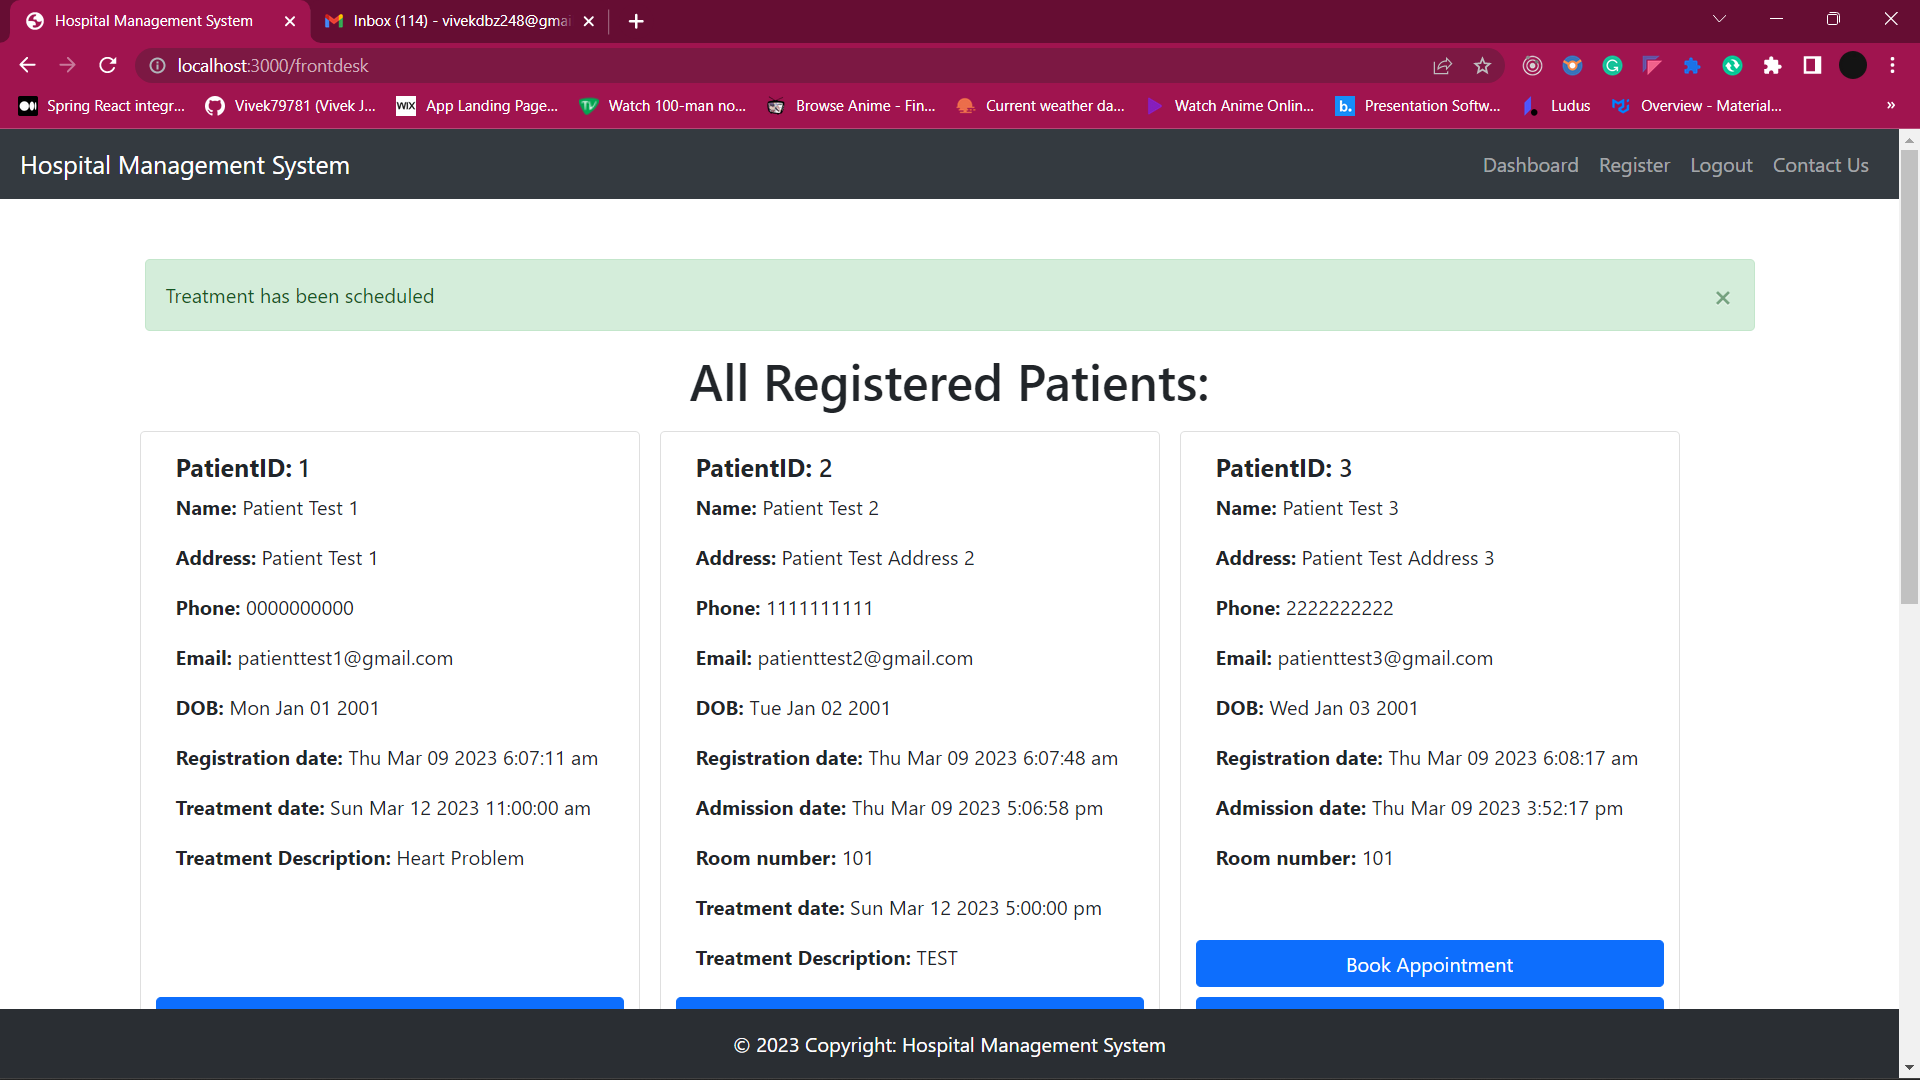 Hospital Management System
Inbox (114) - vivekdbz248@gmai
localhost:3000/frontdesk
Spring React integr...
Vivek79781 (Vivek J...
WIX App Landing Page...
TV Watch 100-man no...
Browse Anime - Fin...
Current weather da...
Watch Anime Onlin...
b. Presentation Softw...
Ludus
Overview - Material...
»
Hospital Management System
Dashboard
Register
Logout
Contact Us
Treatment has been scheduled
All Registered Patients:
PatientID: 1
Name: Patient Test 1
Address: Patient Test 1
Phone: 0000000000
Email: patienttest1@gmail.com
DOB: Mon Jan 01 2001
Registration date: Thu Mar 09 2023 6:07:11 am
Treatment date: Sun Mar 12 2023 11:00:00 am
Treatment Description: Heart Problem
PatientID: 2
Name: Patient Test 2
Address: Patient Test Address 2
Phone: 1111111111
Email: patienttest2@gmail.com
DOB: Tue Jan 02 2001
Registration date: Thu Mar 09 2023 6:07:48 am
Admission date: Thu Mar 09 2023 5:06:58 pm
Room number: 101
Treatment date: Sun Mar 12 2023 5:00:00 pm
Treatment Description: TEST
PatientID: 3
Name: Patient Test 3
Address: Patient Test Address 3
Phone: 2222222222
Email: patienttest3@gmail.com
DOB: Wed Jan 03 2001
Registration date: Thu Mar 09 2023 6:08:17 am
Admission date: Thu Mar 09 2023 3:52:17 pm
Room number: 101
Book Appointment
© 2023 Copyright: Hospital Management System